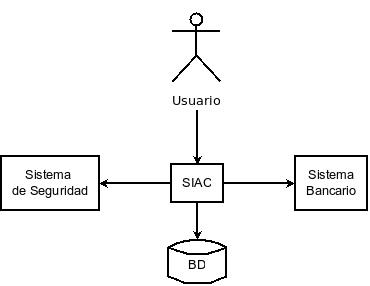 Usuario
Sistema
de Seguridad
SIAC
Sistema
Bancario
BD